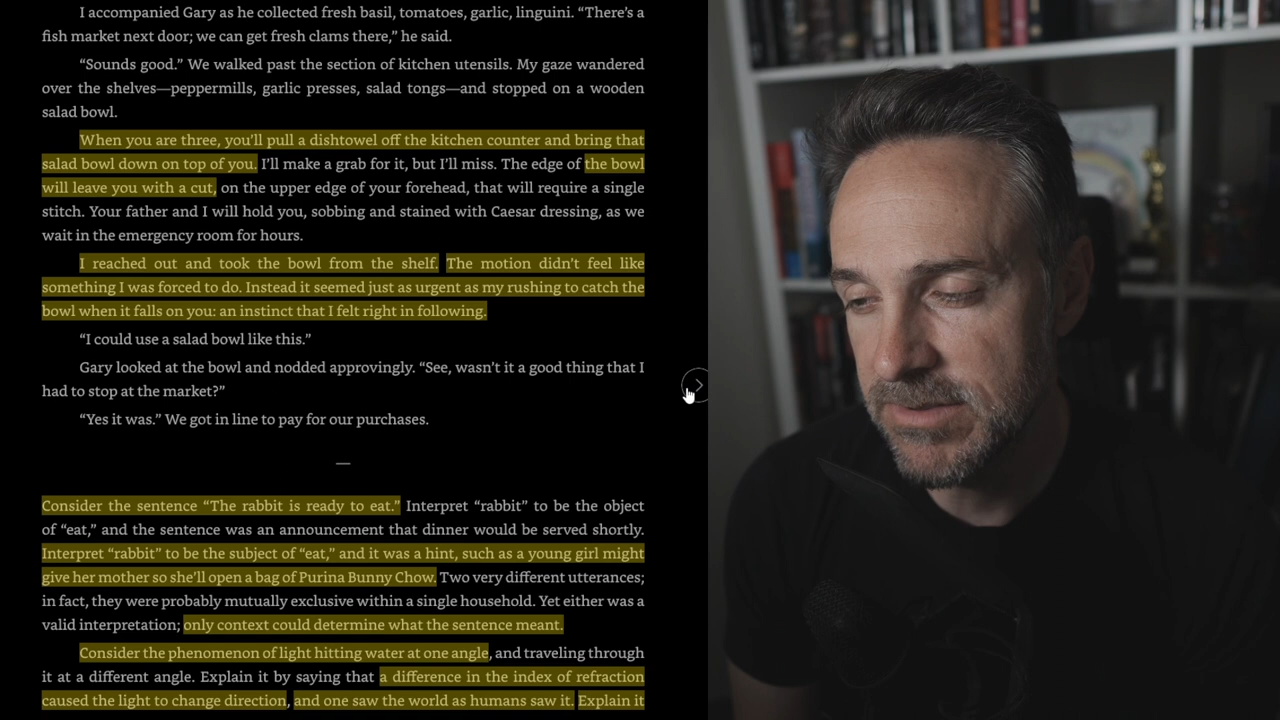 I accompanied Gary as he collected fresh basil, tomatoes, garlic, linguini. “There’s a
fish market next door; we can get fresh clams there,” he said.
“Sounds good.” We walked past the section of kitchen utensils. My gaze wandered
over the shelves—peppermills, garlic presses, salad tongs—and stopped on a wooden
salad bowl.
When you are three, you’ll pull a dishtowel off the kitchen counter and bring that
salad bowl down on top of you. I’ll make a grab for it, but I’ll miss. The edge of the bowl
will leave you with a cut, on the upper edge of your forehead, that will require a single
stitch. Your father and I will hold you, sobbing and stained with Caesar dressing, as we
wait in the emergency room for hours.
I reached out and took the bowl from the shelf. The motion didn’t feel like
something I was forced to do. Instead it seemed just as urgent as my rushing to catch the
bowl when it falls on you: an instinct that I felt right in following.
“I could use a salad bowl like this.”
Gary looked at the bowl and nodded approvingly. “See, wasn’t it a good thing that I
had to stop at the market?”
“Yes it was.” We got in line to pay for our purchases.
—
Consider the sentence “The rabbit is ready to eat.” Interpret “rabbit” to be the object
of “eat,” and the sentence was an announcement that dinner would be served shortly.
Interpret “rabbit” to be the subject of “eat,” and it was a hint, such as a young girl might
give her mother so she’ll open a bag of Purina Bunny Chow. Two very different utterances;
in fact, they were probably mutually exclusive within a single household. Yet either was a
valid interpretation; only context could determine what the sentence meant.
Consider the phenomenon of light hitting water at one angle, and traveling through
it at a different angle. Explain it by saying that a difference in the index of refraction
caused the light to change direction, and one saw the world as humans saw it. Explain it